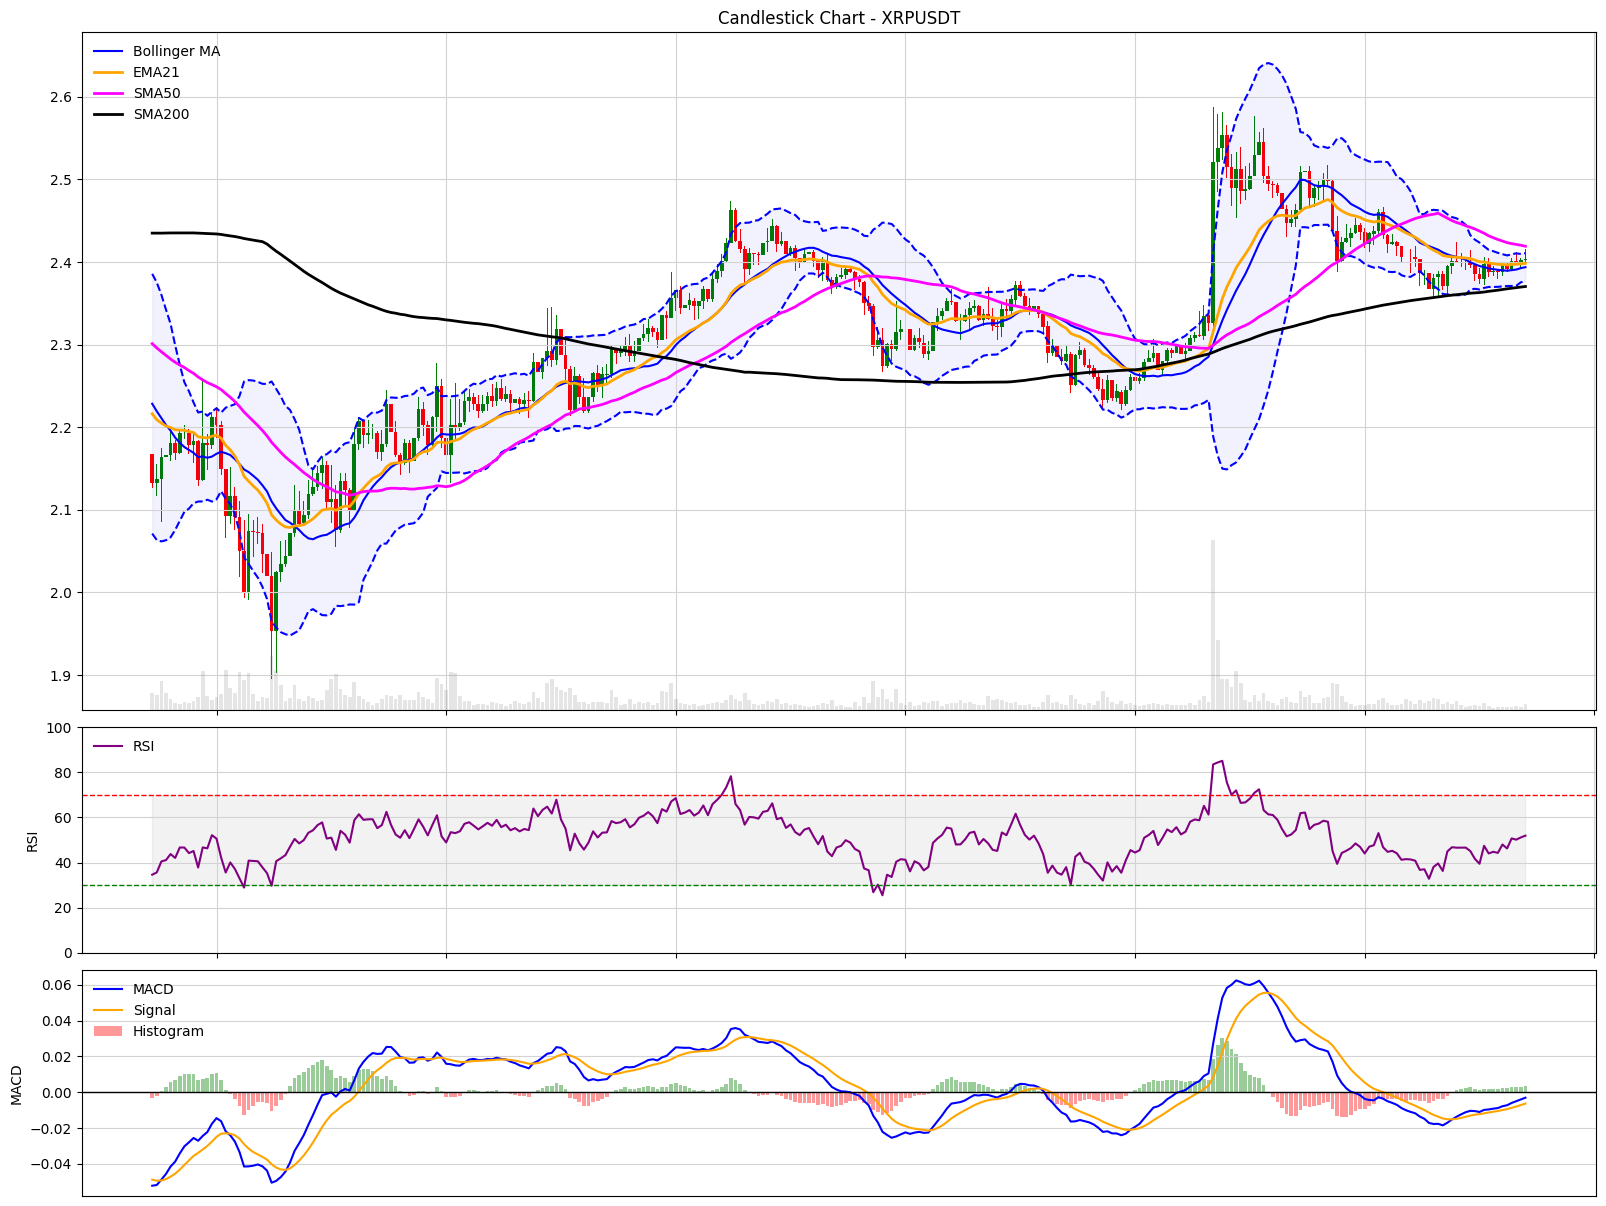 Candlestick Chart - XRPUSDT
Bollinger MA
EMA21
SMA50
SMA200
2.6
2.5
2.4
2.3
2.2
2.1
2.0
1.9
RSI
100
80
60
40
20
0
RSI
MACD
Signal
Histogram
0.06
0.04
0.02
0.00
−0.02
−0.04
MACD